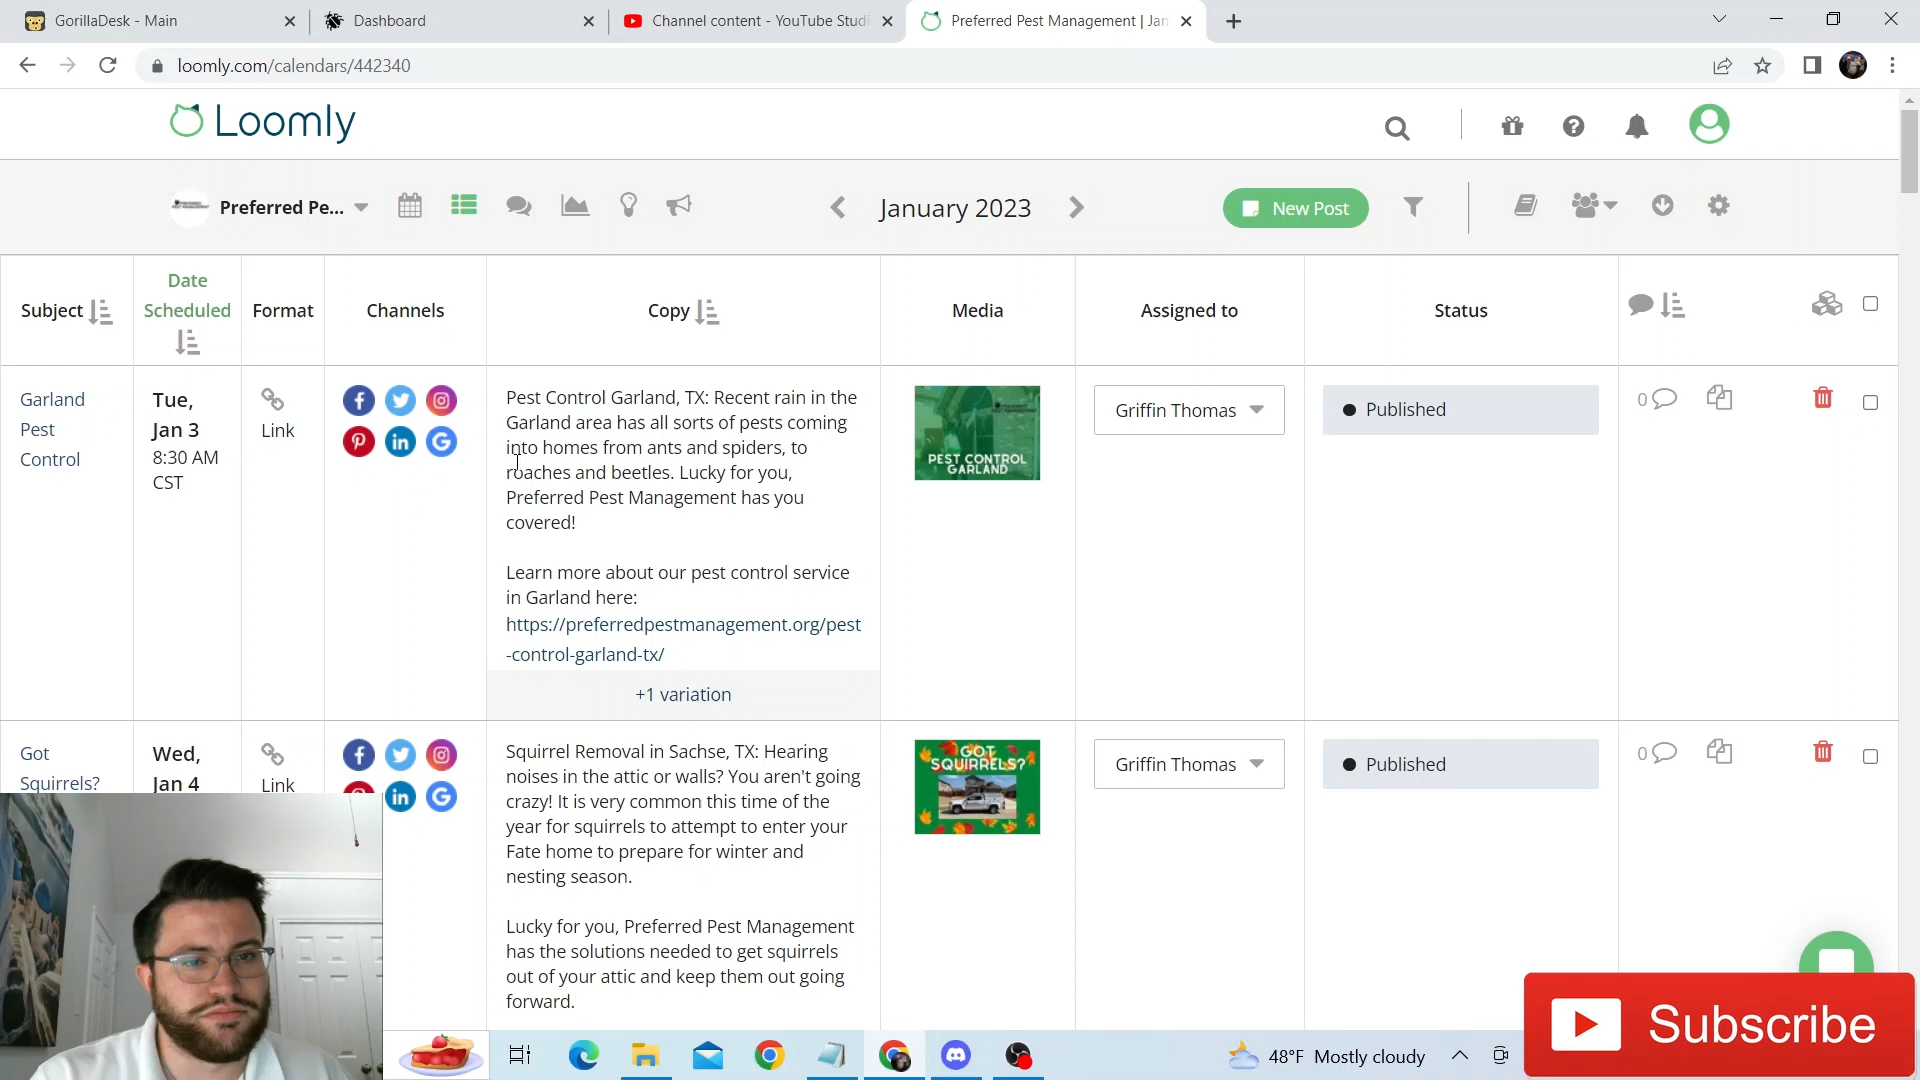 GorillaDesk - Main
Dashboard
Channel content - YouTube Studi
Preferred Pest Management | Jan
loomly.com/calendars/442340
Loomly
Preferred Pe...
January 2023
New Post
Subject
Date
Scheduled
Format
Channels
Copy
Media
Assigned to
Status
Garland
Pest
Control
Tue,
Jan 3
8:30 AM
CST
Link
Pest Control Garland, TX: Recent rain in the
Garland area has all sorts of pests coming
into homes from ants and spiders, to
roaches and beetles. Lucky for you,
Preferred Pest Management has you
covered!
Learn more about our pest control service
in Garland here:
https://preferredpestmanagement.org/pest
-control-garland-tx/
+1 variation
PEST CONTROL
GARLAND
Griffin Thomas
Published
0
Got
Squirrels?
Wed,
Jan 4
Link
Squirrel Removal in Sachse, TX: Hearing
noises in the attic or walls? You aren't going
crazy! It is very common this time of the
year for squirrels to attempt to enter your
Fate home to prepare for winter and
nesting season.
Lucky for you, Preferred Pest Management
has the solutions needed to get squirrels
out of your attic and keep them out going
forward.
GOT
SQUIRRELS?
Griffin Thomas
Published
0
48°F Mostly cloudy
Subscribe